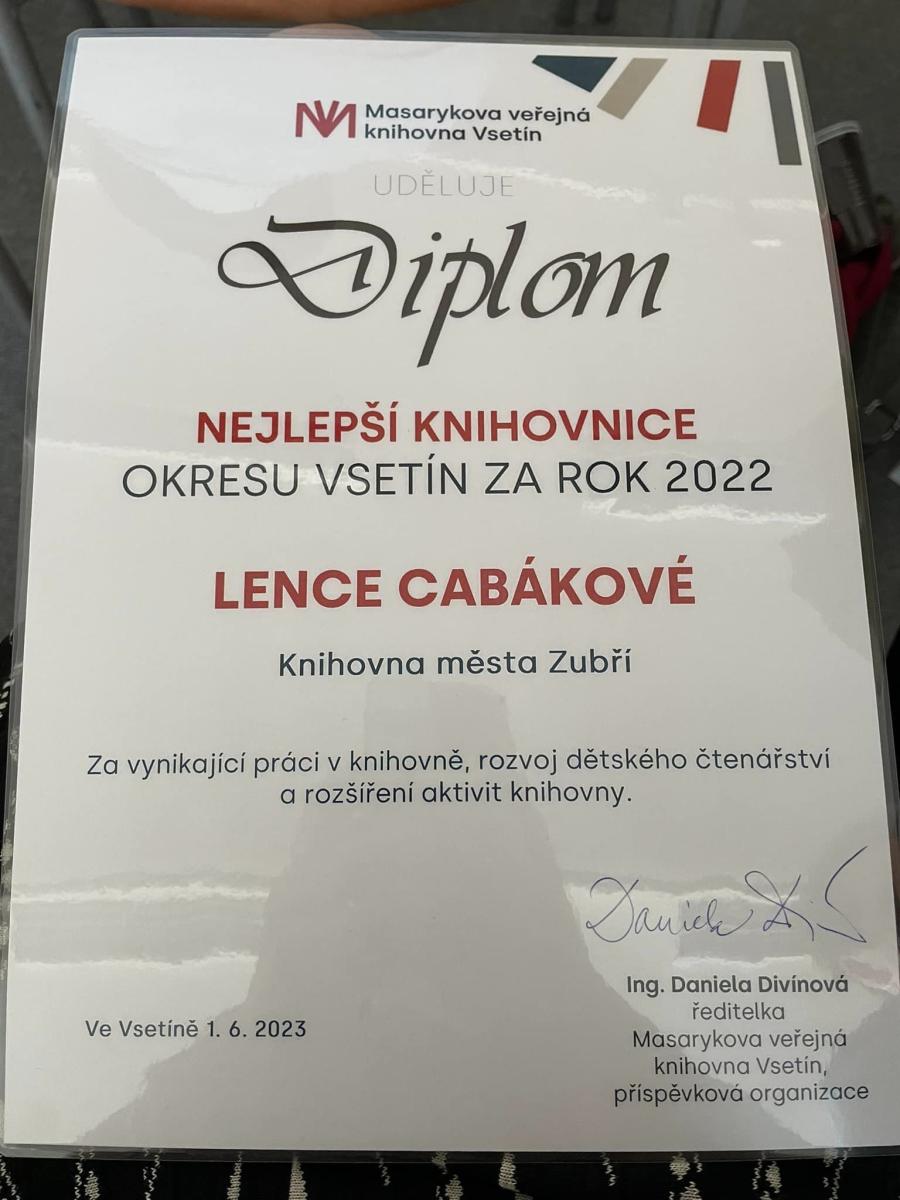 Masarykova veřejná
knihovna Vsetín
UDĚLUJE
Diplom
NEJLEPŠÍ KNIHOVNICE
OKRESU VSETÍN ZA ROK 2022
LENCE CABÁKOVÉ
Knihovna města Zubří
Za vynikající práci v knihovně, rozvoj dětského čtenářství
a rozšíření aktivit knihovny.
Daniela
Ing. Daniela Divínová
ředitelka
Ve Vsetíně 1. 6. 2023
Masarykova veřejná
knihovna Vsetín,
příspěvková organizace